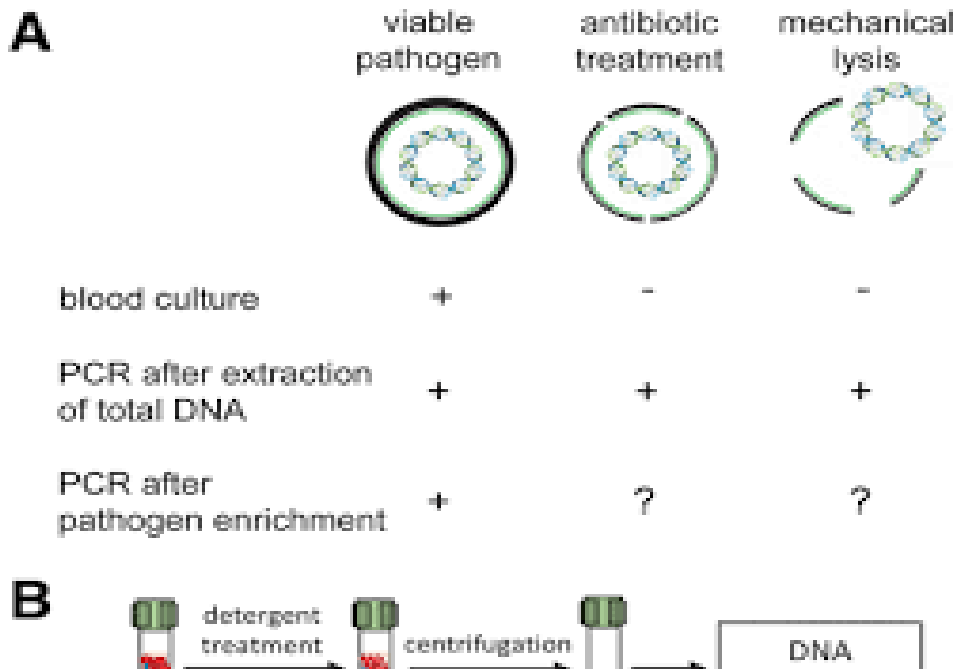 A
viable
pathogen
antibiotic
treatment
mechanical
lysis
blood culture
+ - -
PCR after extraction
of total DNA
+ + +
PCR after
pathogen enrichment
+ ? ?
B
detergent
treatment
centrifugation
DNA